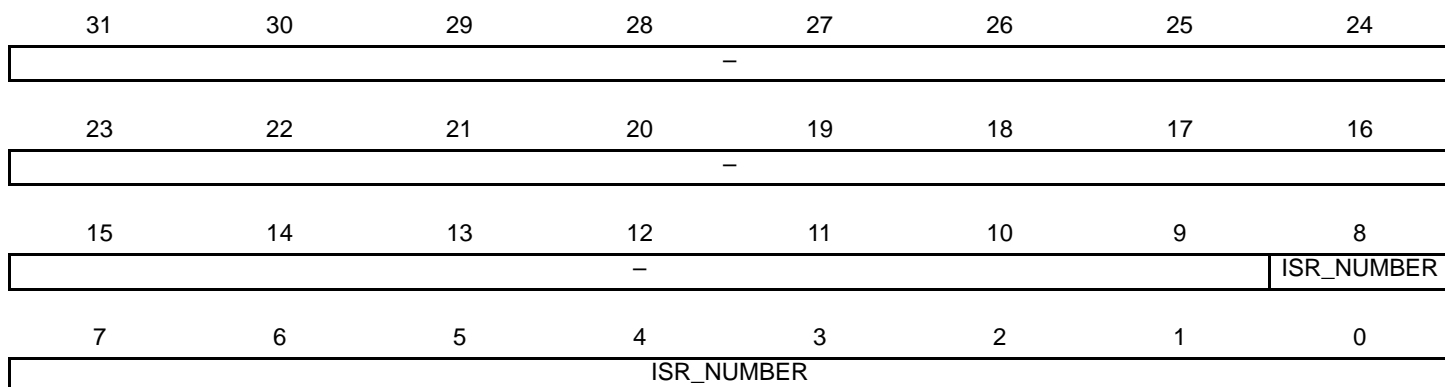 31 30 29 28 27 26 25 24
–
23 22 21 20 19 18 17 16
–
15 14 13 12 11 10 9 8
– ISR_NUMBER
7 6 5 4 3 2 1 0
ISR_NUMBER